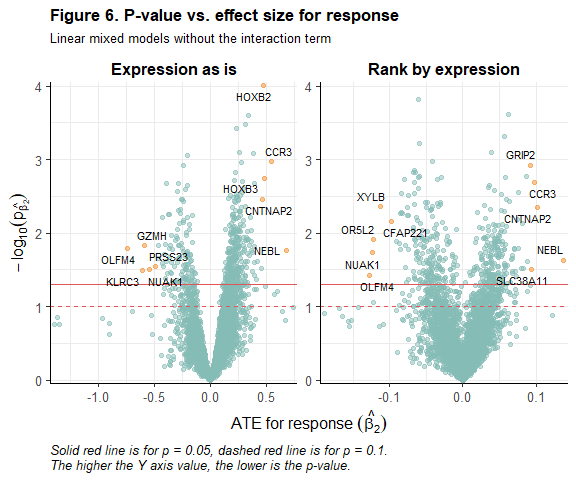 Figure 6. P-value vs. effect size for response
Linear mixed models without the interaction term
Expression as is
Rank by expression
−log₁₀(p_β̂₂)
4
3
2
1
0
HOXB2
CCR3
HOXB3
CNTNAP2
GZMH
OLFM4
PRSS23
NEBL
KLRC3
NUAK1
-1.0
-0.5
0.0
0.5
4
3
2
1
0
GRIP2
XYLB
CCR3
CNTNAP2
OR5L2
CFAP221
NEBL
NUAK1
SLC38A11
OLFM4
-0.1
0.0
0.1
ATE for response (β̂₂)
Solid red line is for p = 0.05, dashed red line is for p = 0.1.
The higher the Y axis value, the lower is the p-value.